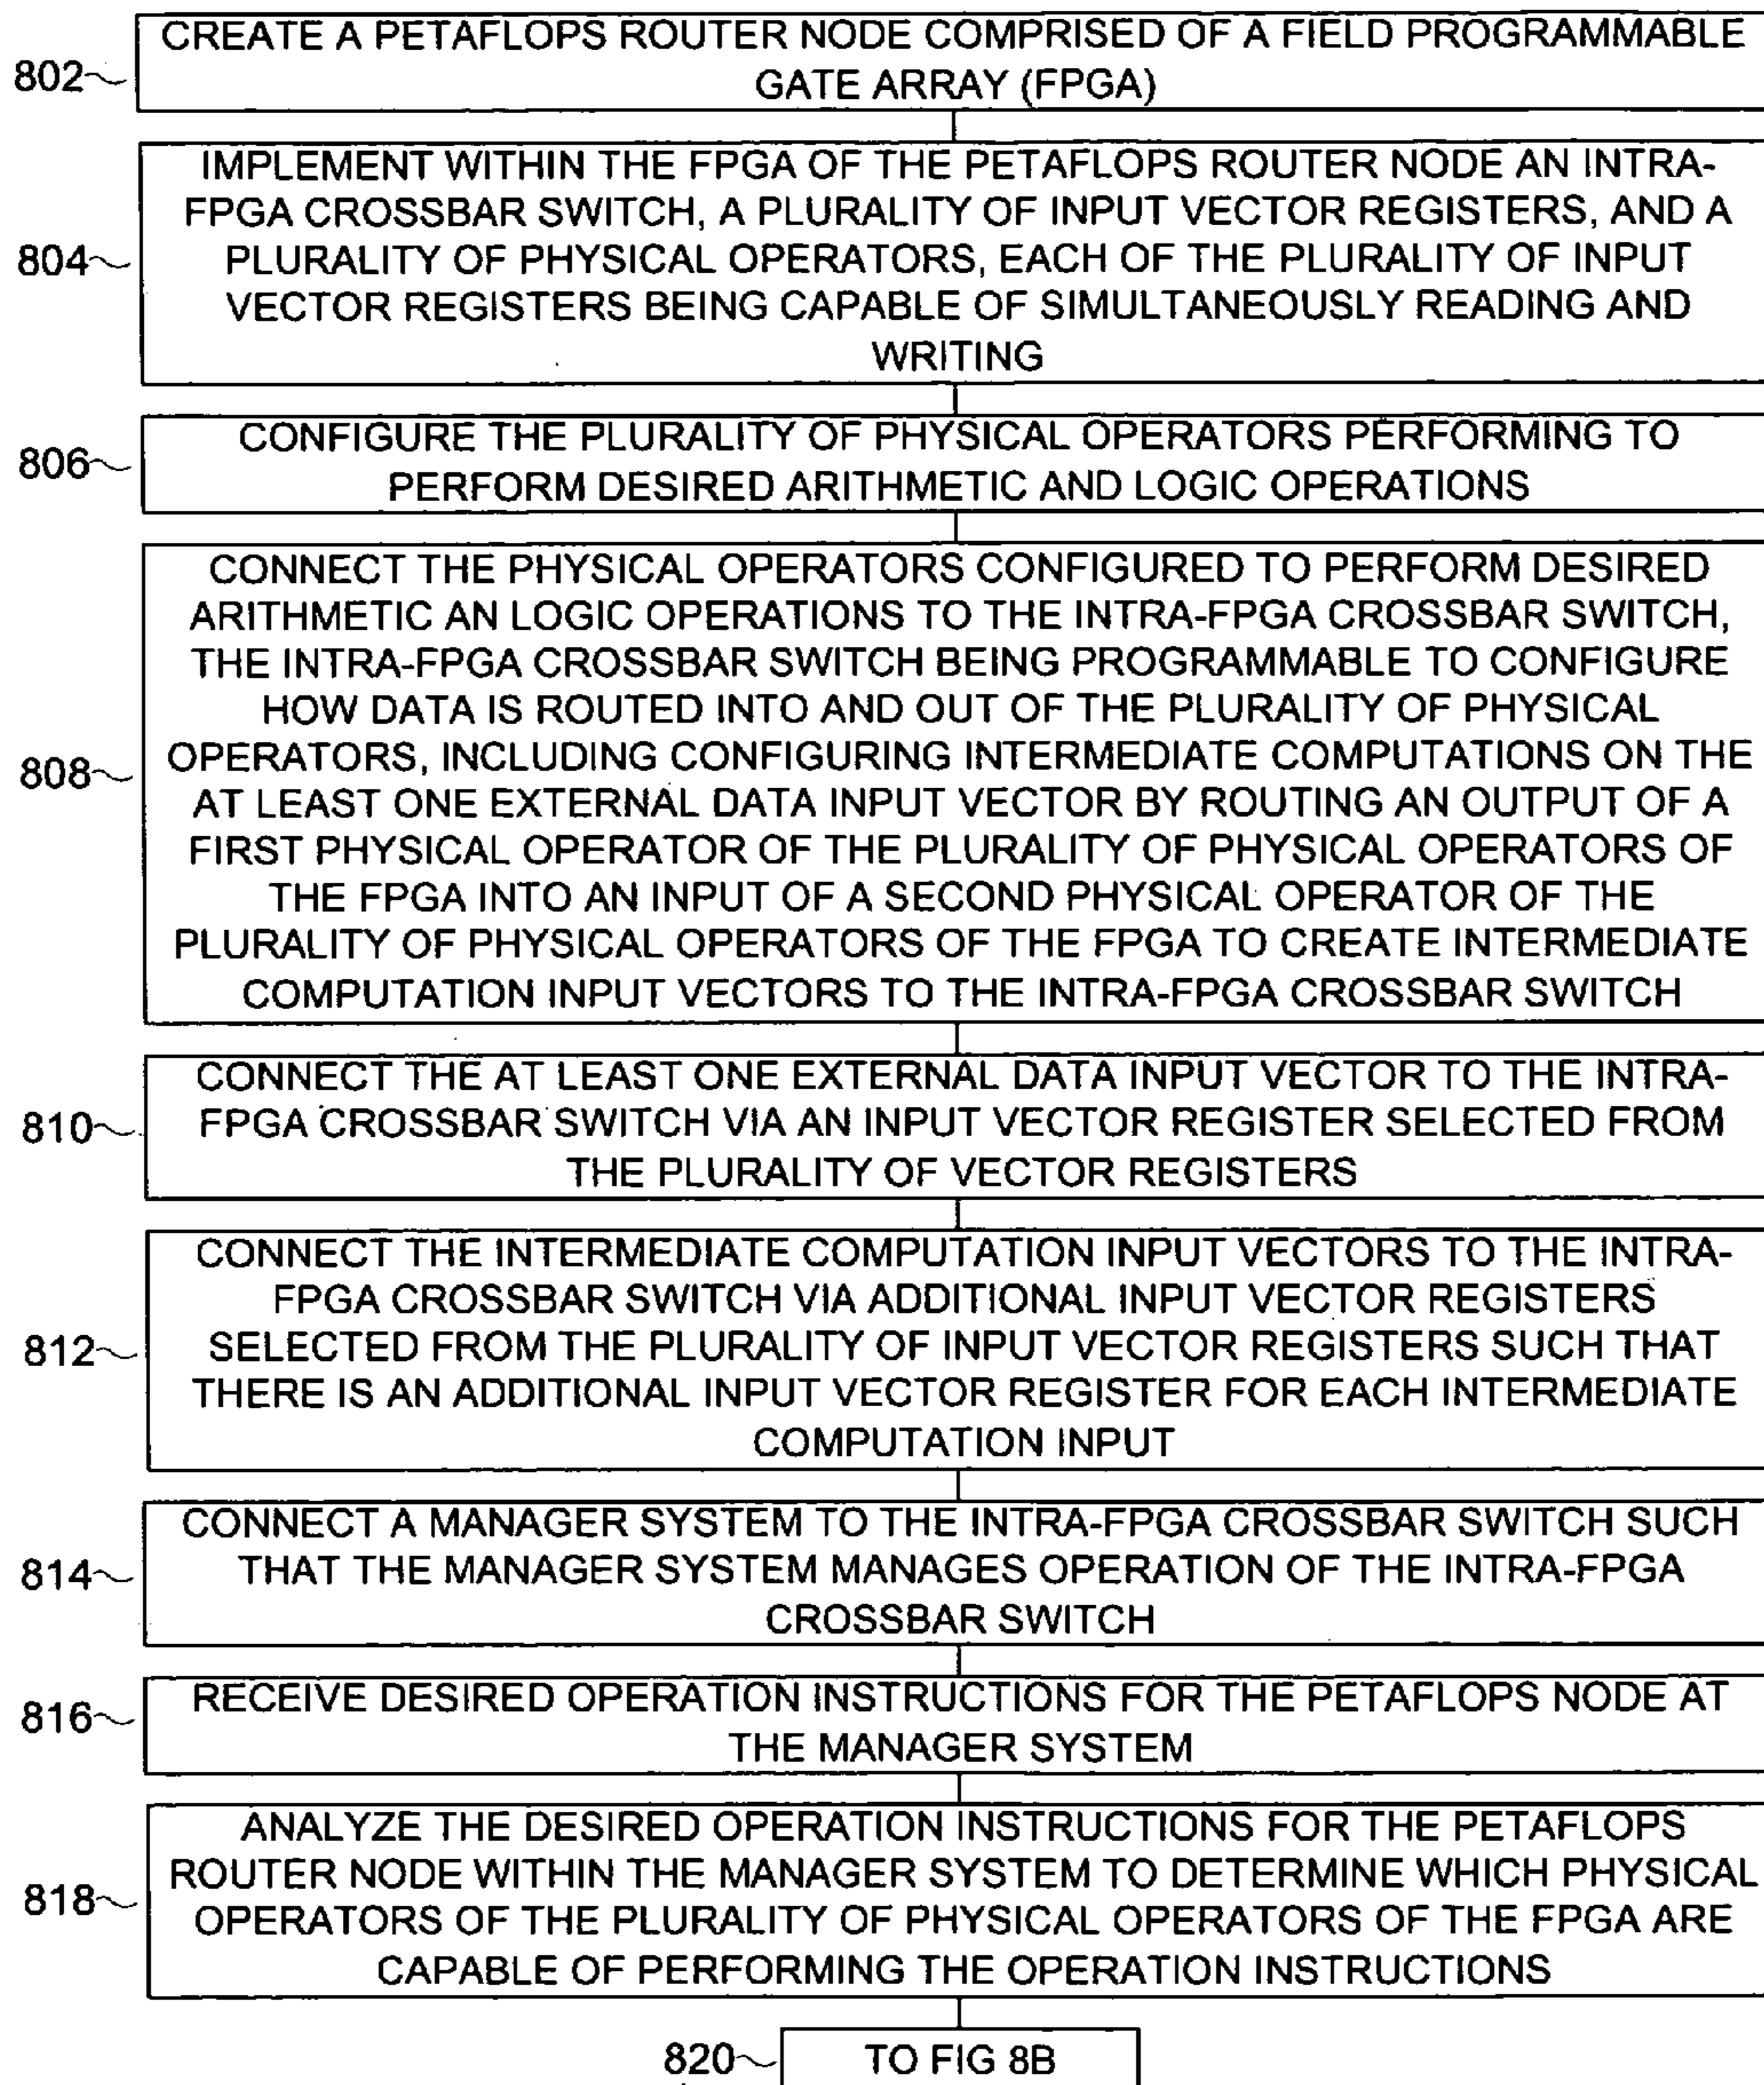 CREATE A PETAFLOPS ROUTER NODE COMPRISED OF A FIELD PROGRAMMABLE
802
GATE ARRAY (FPGA)
IMPLEMENT WITHIN THE FPGA OF THE PETAFLOPS ROUTER NODE AN INTRA-
FPGA CROSSBAR SWITCH, A PLURALITY OF INPUT VECTOR REGISTERS, AND A
804
PLURALITY OF PHYSICAL OPERATORS, EACH OF THE PLURALITY OF INPUT
VECTOR REGISTERS BEING CAPABLE OF SIMULTANEOUSLY READING AND
WRITING
806
CONFIGURE THE PLURALITY OF PHYSICAL OPERATORS PERFORMING TO
PERFORM DESIRED ARITHMETIC AND LOGIC OPERATIONS
CONNECT THE PHYSICAL OPERATORS CONFIGURED TO PERFORM DESIRED
ARITHMETIC AN LOGIC OPERATIONS TO THE INTRA-FPGA CROSSBAR SWITCH,
THE INTRA-FPGA CROSSBAR SWITCH BEING PROGRAMMABLE TO CONFIGURE
HOW DATA IS ROUTED INTO AND OUT OF THE PLURALITY OF PHYSICAL
808
OPERATORS, INCLUDING CONFIGURING INTERMEDIATE COMPUTATIONS ON THE
AT LEAST ONE EXTERNAL DATA INPUT VECTOR BY ROUTING AN OUTPUT OF A
FIRST PHYSICAL OPERATOR OF THE PLURALITY OF PHYSICAL OPERATORS OF
THE FPGA INTO AN INPUT OF A SECOND PHYSICAL OPERATOR OF THE
PLURALITY OF PHYSICAL OPERATORS OF THE FPGA TO CREATE INTERMEDIATE
COMPUTATION INPUT VECTORS TO THE INTRA-FPGA CROSSBAR SWITCH
CONNECT THE AT LEAST ONE EXTERNAL DATA INPUT VECTOR TO THE INTRA-
810
FPGA CROSSBAR SWITCH VIA AN INPUT VECTOR REGISTER SELECTED FROM
THE PLURALITY OF VECTOR REGISTERS
CONNECT THE INTERMEDIATE COMPUTATION INPUT VECTORS TO THE INTRA-
FPGA CROSSBAR SWITCH VIA ADDITIONAL INPUT VECTOR REGISTERS
812
SELECTED FROM THE PLURALITY OF INPUT VECTOR REGISTERS SUCH THAT
THERE IS AN ADDITIONAL INPUT VECTOR REGISTER FOR EACH INTERMEDIATE
COMPUTATION INPUT
CONNECT A MANAGER SYSTEM TO THE INTRA-FPGA CROSSBAR SWITCH SUCH
814
THAT THE MANAGER SYSTEM MANAGES OPERATION OF THE INTRA-FPGA
CROSSBAR SWITCH
816
RECEIVE DESIRED OPERATION INSTRUCTIONS FOR THE PETAFLOPS NODE AT
THE MANAGER SYSTEM
ANALYZE THE DESIRED OPERATION INSTRUCTIONS FOR THE PETAFLOPS
ROUTER NODE WITHIN THE MANAGER SYSTEM TO DETERMINE WHICH PHYSICAL
818
OPERATORS OF THE PLURALITY OF PHYSICAL OPERATORS OF THE FPGA ARE
CAPABLE OF PERFORMING THE OPERATION INSTRUCTIONS
820
TO FIG 8B